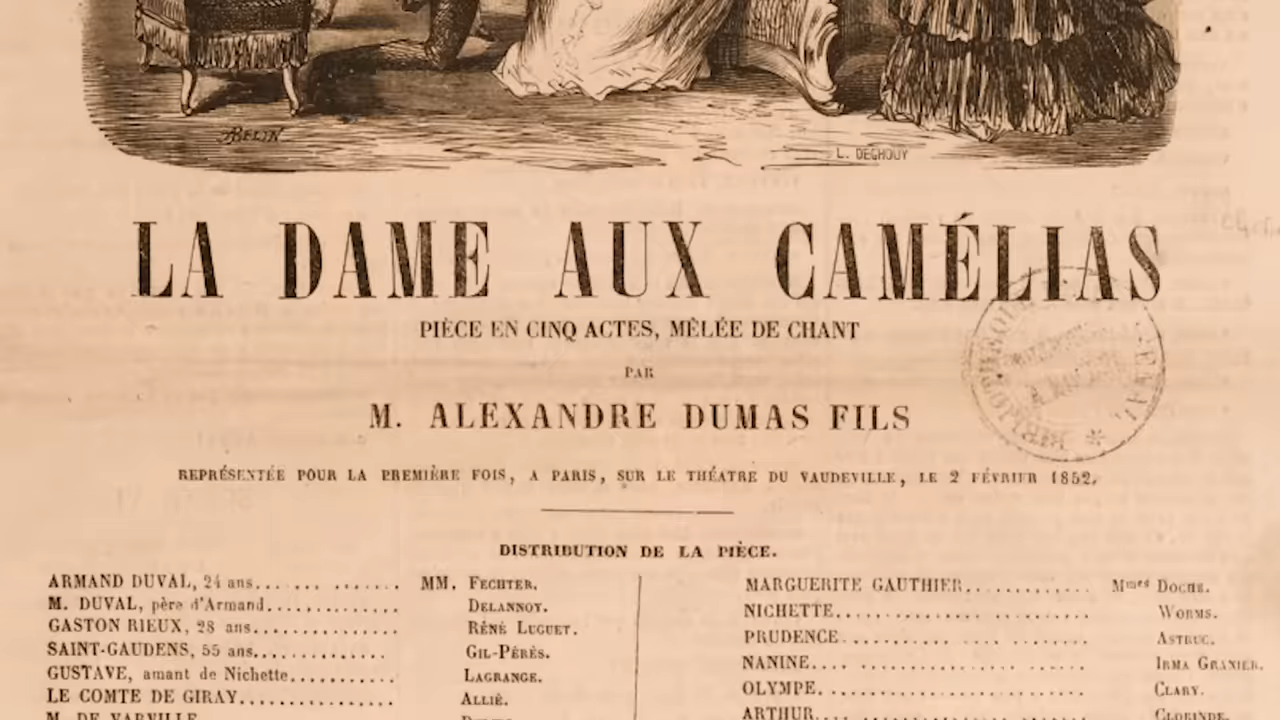 BELIN
L. DEGHOUY
LA DAME AUX CAMÉLIAS
PIÈCE EN CINQ ACTES, MÊLÉE DE CHANT
PAR
M. ALEXANDRE DUMAS FILS
REPRÉSENTÉE POUR LA PREMIÈRE FOIS, A PARIS, SUR LE THÉATRE DU VAUDEVILLE, LE 2 FÉVRIER 1852.
DISTRIBUTION DE LA PIÈCE.
ARMAND DUVAL, 24 ans.... MM. FECHTER.
M. DUVAL, père d'Armand.... DELANNOY.
GASTON RIEUX, 28 ans.... RÉNÉ LUGUET.
SAINT-GAUDENS, 55 ans.... GIL-PÉRÈS.
GUSTAVE, amant de Nichette.... LAGRANGE.
LE COMTE DE GIRAY.... ALLIÉ.
M. DE VARVILLE
MARGUERITE GAUTHIER.... Mmes DOCHE.
NICHETTE.... WORMS.
PRUDENCE.... ASTRUC.
NANINE.... IRMA GRANIER.
OLYMPE.... CLARY.
ARTHUR.... CLORINDE.